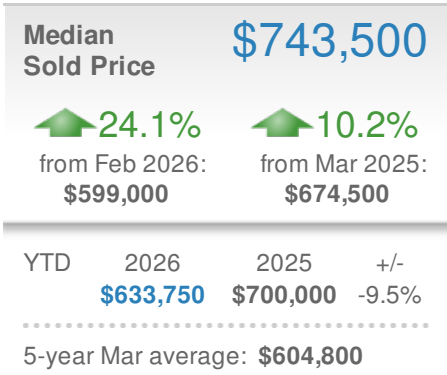 Median $743,500
Sold Price
24.1% 10.2%
from Feb 2026: from Mar 2025:
$599,000 $674,500
YTD 2026 2025 +/-
$633,750 $700,000 -9.5%
5-year Mar average: $604,800